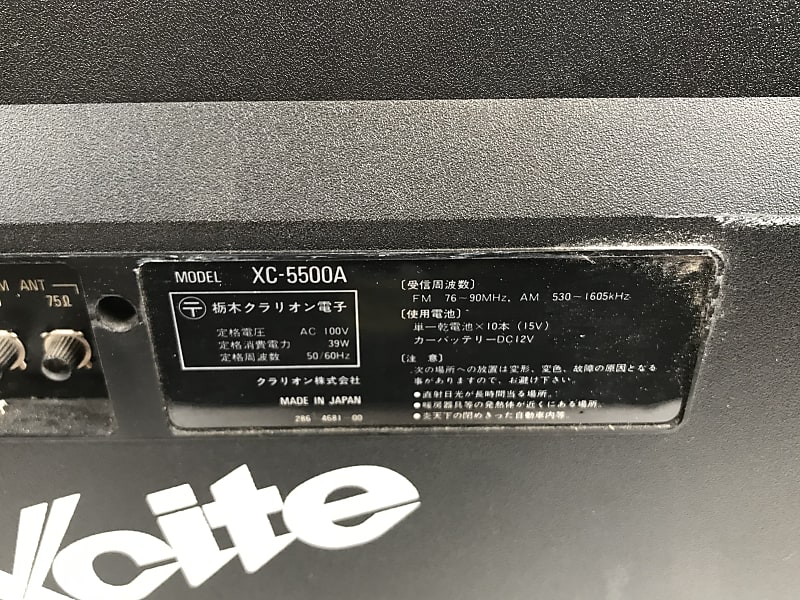 M ANT
75Ω
MODEL XC-5500A
〒 栃木クラリオン電子
定格電圧 AC 100V
定格消費電力 39W
定格周波数 50/60Hz
クラリオン株式会社
MADE IN JAPAN
286 4681 00
〔受信周波数〕
FM 76~90MHz, AM 530~1605kHz
〔使用電池〕
単一乾電池×10本 (15V)
カーバッテリーDC12V
〔注 意〕
次の場所への放置は変形、変色、故障の原因となる
事がありますので、お避け下さい。
●直射日光が長時間当る場所。
●暖房器具等の発熱体が近くにある場所。
●炎天下の閉めきった自動車内等。
xcite